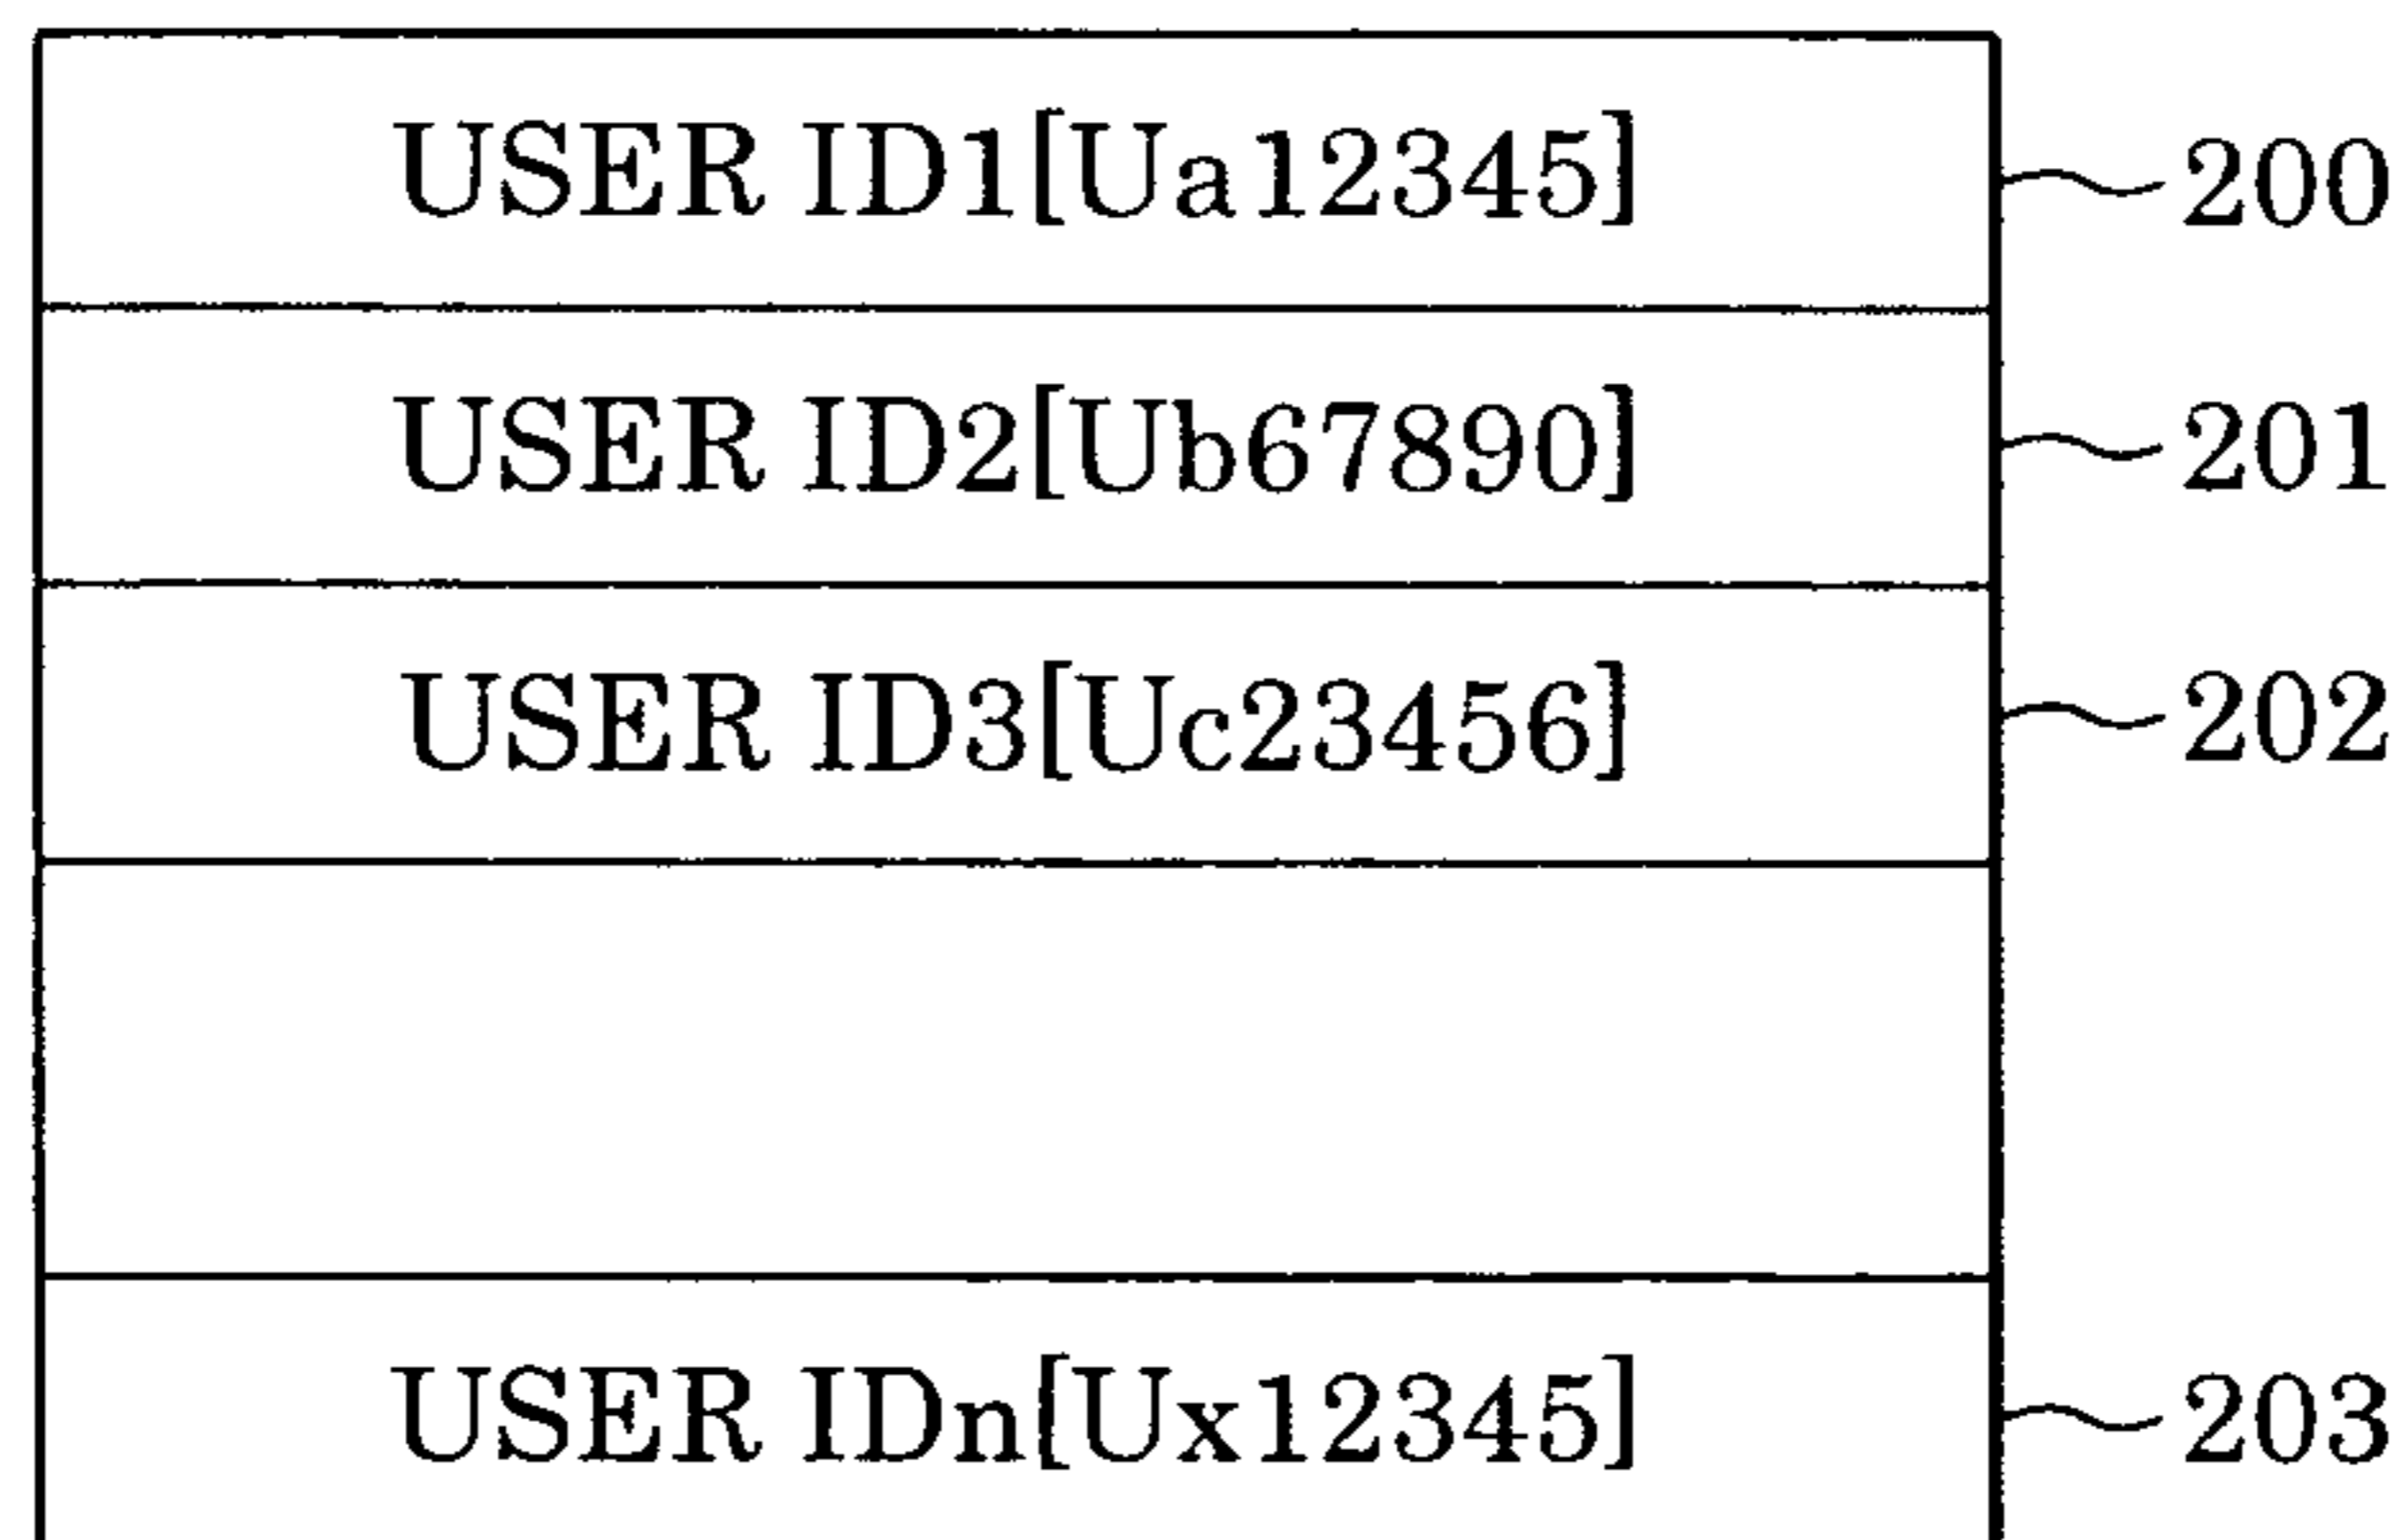 USER ID1[Ua12345] 200
USER ID2[Ub67890] 201
USER ID3[Uc23456] 202
USER IDn[Ux12345] 203